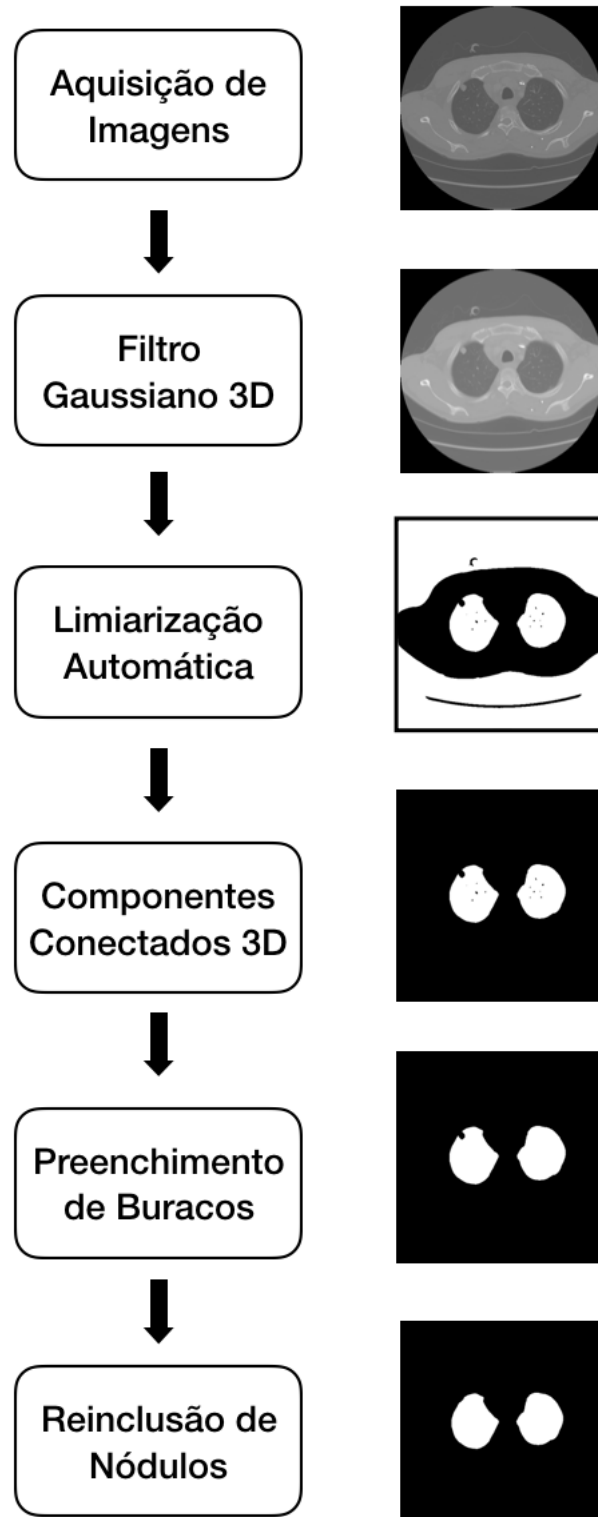 Aquisição de
Imagens
Filtro
Gaussiano 3D
Limiarização
Automática
Componentes
Conectados 3D
Preenchimento
de Buracos
Reinclusão de
Nódulos